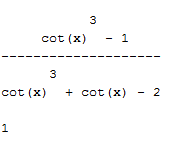 3
cot(x) - 1
-------------------
3
cot(x) + cot(x) - 2
1